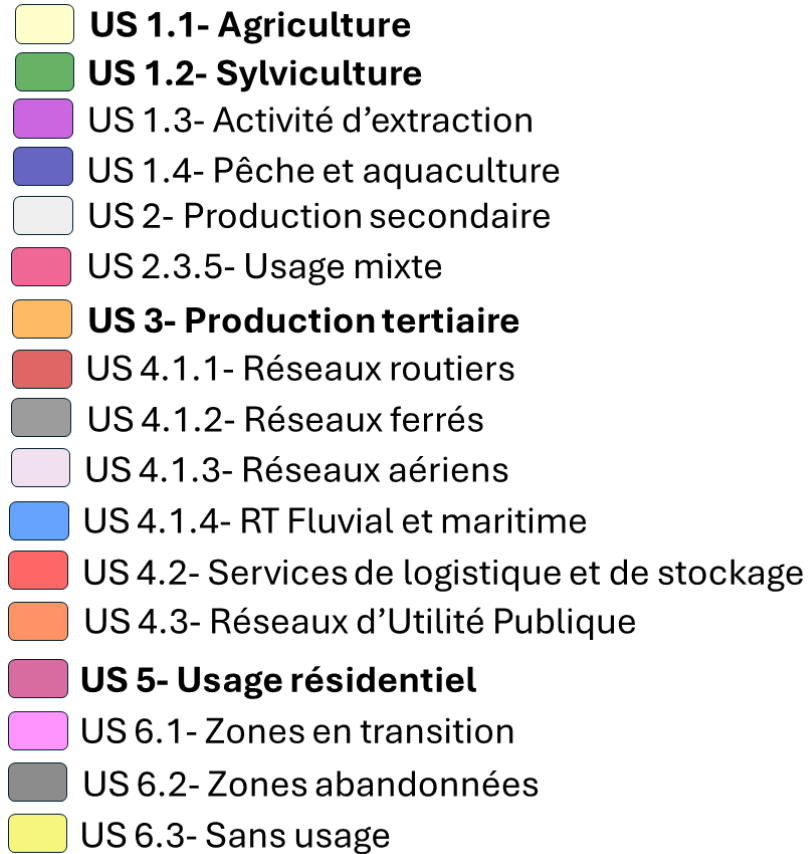 US 1.1- Agriculture
US 1.2- Sylviculture
US 1.3- Activité d’extraction
US 1.4- Pêche et aquaculture
US 2- Production secondaire
US 2.3.5- Usage mixte
US 3- Production tertiaire
US 4.1.1- Réseaux routiers
US 4.1.2- Réseaux ferrés
US 4.1.3- Réseaux aériens
US 4.1.4- RT Fluvial et maritime
US 4.2- Services de logistique et de stockage
US 4.3- Réseaux d’Utilité Publique
US 5- Usage résidentiel
US 6.1- Zones en transition
US 6.2- Zones abandonnées
US 6.3- Sans usage